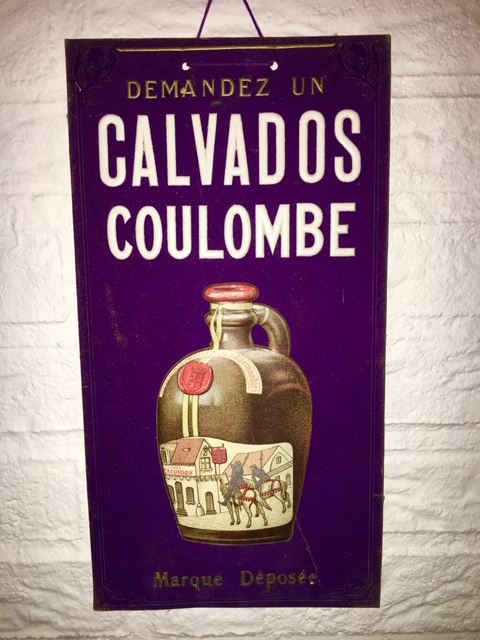 DEMANDEZ UN
CALVADOS
COULOMBE
Marque Déposée